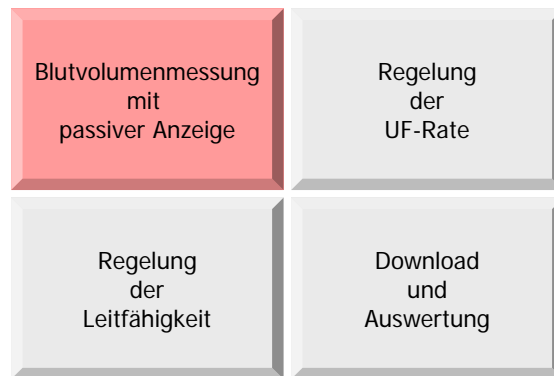 Blutvolumenmessung
mit
passiver Anzeige
Regelung
der
UF-Rate
Regelung
der
Leitfähigkeit
Download
und
Auswertung